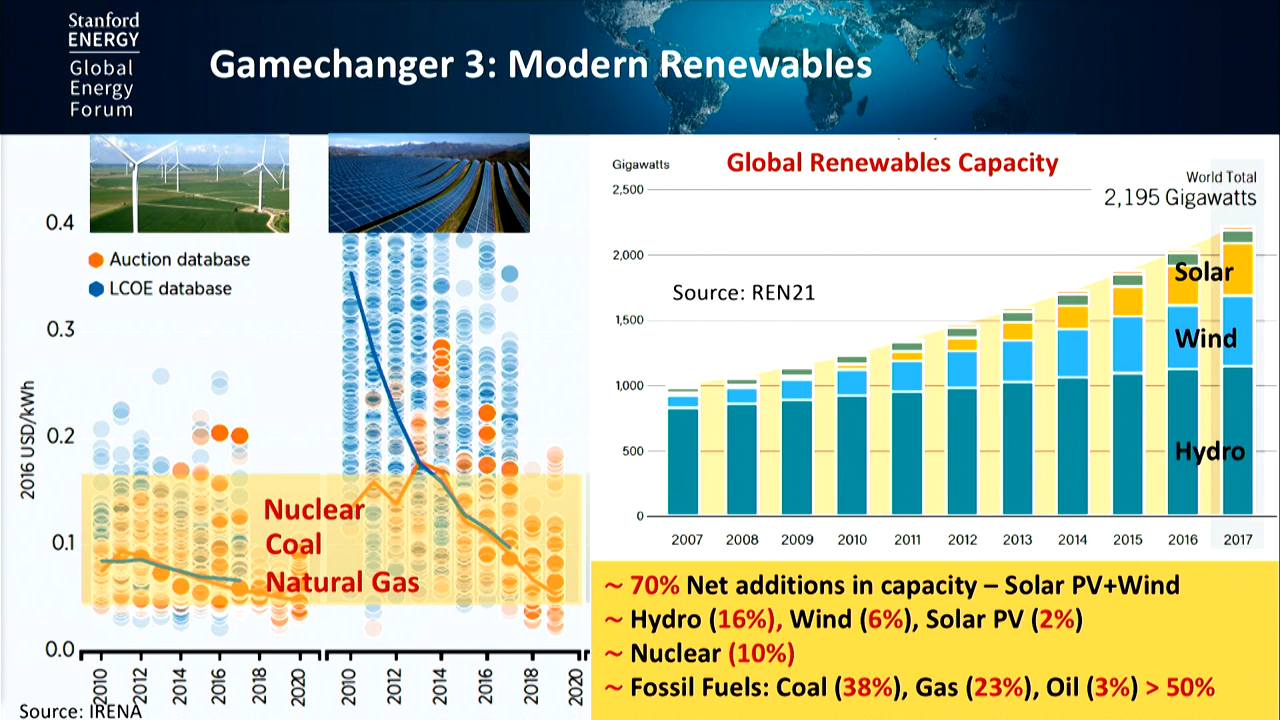 Stanford
ENERGY
Global
Energy
Forum
Gamechanger 3: Modern Renewables
0.4
0.3
0.2
0.1
0.0
2016 USD/kWh
Auction database
LCOE database
Nuclear
Coal
Natural Gas
2010 2012 2014 2016 2018 2020 2010 2012 2014 2016 2018 2020
Source: IRENA
Gigawatts
Global Renewables Capacity
World Total
2,195 Gigawatts
2,500
2,000
1,500
1,000
500
0
Source: REN21
Solar
Wind
Hydro
2007 2008 2009 2010 2011 2012 2013 2014 2015 2016 2017
~ 70% Net additions in capacity – Solar PV+Wind
~ Hydro (16%), Wind (6%), Solar PV (2%)
~ Nuclear (10%)
~ Fossil Fuels: Coal (38%), Gas (23%), Oil (3%) > 50%